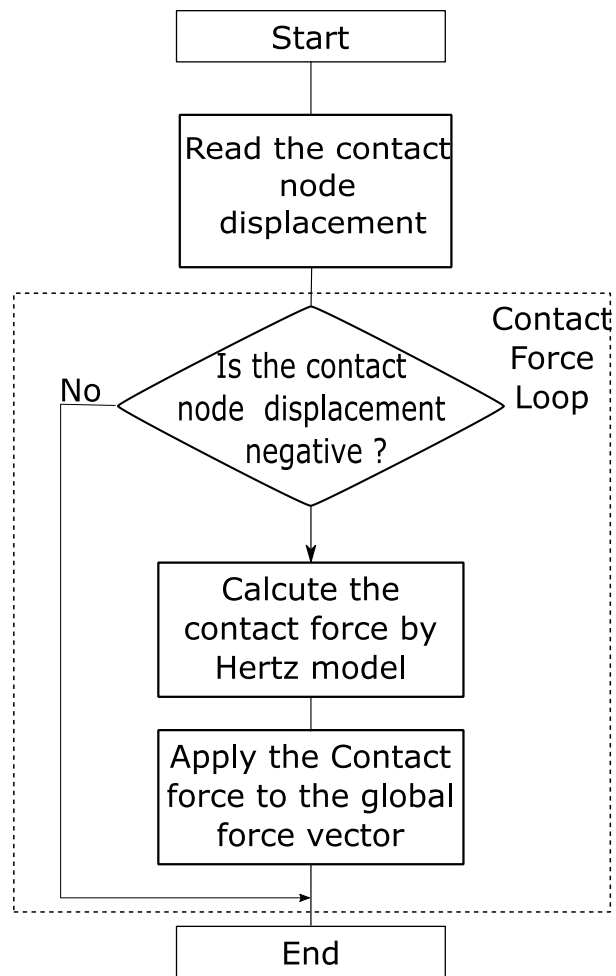 Start
Read the contact
node
displacement
Contact
Force
Loop
Is the contact
node displacement
negative ?
No
Calcute the
contact force by
Hertz model
Apply the Contact
force to the global
force vector
End